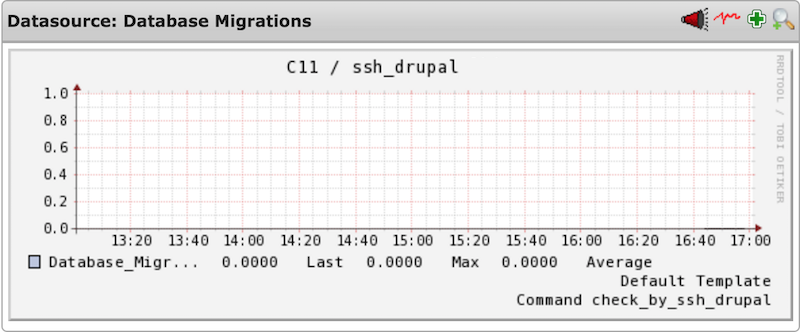 Datasource: Database Migrations
C11 / ssh_drupal
RRDTOOL / TOBI OETIKER
1.0
0.8
0.6
0.4
0.2
0.0
13:20 13:40 14:00 14:20 14:40 15:00 15:20 15:40 16:00 16:20 16:40 17:00
Database_Migr... 0.0000 Last 0.0000 Max 0.0000 Average
Default Template
Command check_by_ssh_drupal